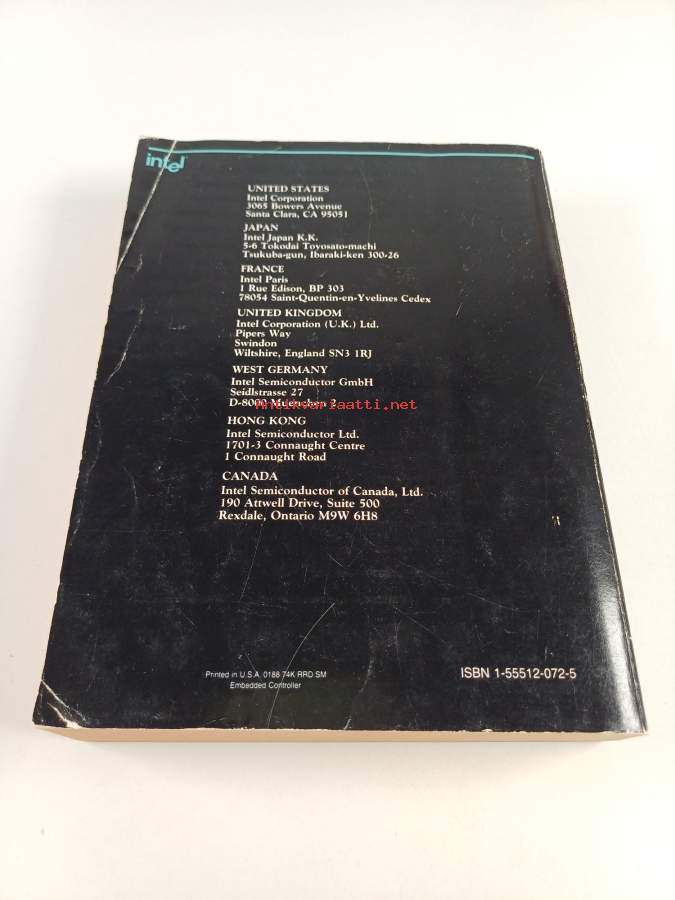 intel
UNITED STATES
Intel Corporation
3065 Bowers Avenue
Santa Clara, CA 95051
JAPAN
Intel Japan K.K.
5-6 Tokodai Toyosato-machi
Tsukuba-gun, Ibaraki-ken 300-26
FRANCE
Intel Paris
1 Rue Edison, BP 303
78054 Saint-Quentin-en-Yvelines Cedex
UNITED KINGDOM
Intel Corporation (U.K.) Ltd.
Pipers Way
Swindon
Wiltshire, England SN3 1RJ
WEST GERMANY
Intel Semiconductor GmbH
Seidlstrasse 27
D-8000 Muenchen 2
Antikvariaatti.net
HONG KONG
Intel Semiconductor Ltd.
1701-3 Connaught Centre
1 Connaught Road
CANADA
Intel Semiconductor of Canada, Ltd.
190 Attwell Drive, Suite 500
Rexdale, Ontario M9W 6H8
Printed in U.S.A. 0188 74K RRD SM
Embedded Controller
ISBN 1-55512-072-5